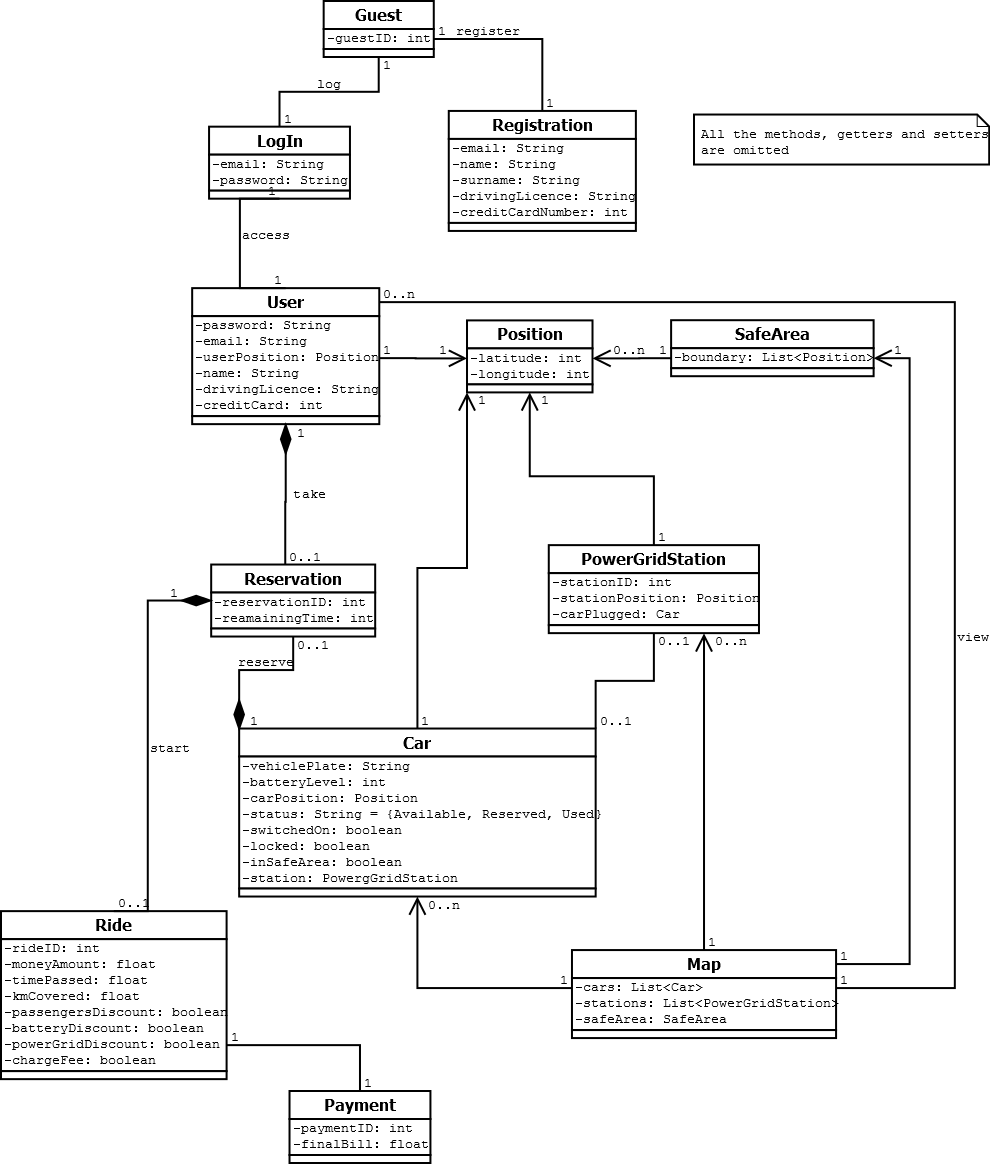 Guest
-guestID: int
1 register
1
log
1
1
LogIn
-email: String
-password: String
1
Registration
-email: String
-name: String
-surname: String
-drivingLicence: String
-creditCardNumber: int
All the methods, getters and setters
are omitted
access
1
User
-password: String
-email: String
-userPosition: Position
-name: String
-drivingLicence: String
-creditCard: int
0..n
1
1
Position
-latitude: int
-longitude: int
0..n
1
SafeArea
-boundary: List<Position>
1
1
1
1
take
0..1
Reservation
-reservationID: int
-reamainingTime: int
1
0..1
reserve
1
PowerGridStation
-stationID: int
-stationPosition: Position
-carPlugged: Car
0..1
0..n
view
1
1
0..1
Car
-vehiclePlate: String
-batteryLevel: int
-carPosition: Position
-status: String = {Available, Reserved, Used}
-switchedOn: boolean
-locked: boolean
-inSafeArea: boolean
-station: PowergGridStation
start
0..1
0..n
Ride
-rideID: int
-moneyAmount: float
-timePassed: float
-kmCovered: float
-passengersDiscount: boolean
-batteryDiscount: boolean
-powerGridDiscount: boolean
-chargeFee: boolean
1
1
1
1
1
Map
-cars: List<Car>
-stations: List<PowerGridStation>
-safeArea: SafeArea
1
Payment
-paymentID: int
-finalBill: float